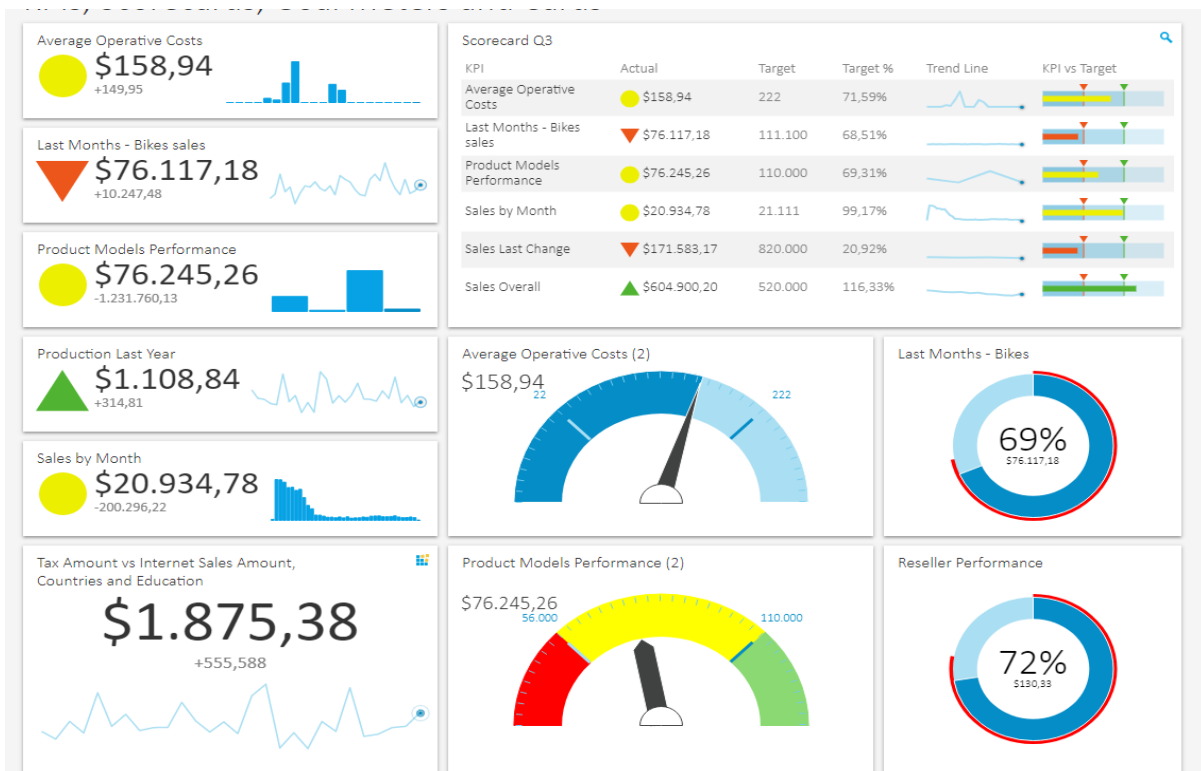 Average Operative Costs
$158,94
+149,95
Last Months - Bikes sales
$76.117,18
+10.247,48
Product Models Performance
$76.245,26
-1.231.760,13
Production Last Year
$1.108,84
+314,81
Sales by Month
$20.934,78
-200.296,22
Tax Amount vs Internet Sales Amount,
Countries and Education
$1.875,38
+555,588
Scorecard Q3
KPI Actual Target Target % Trend Line KPI vs Target
Average Operative
Costs
$158,94 222 71,59%
Last Months - Bikes
sales
$76.117,18 111.100 68,51%
Product Models
Performance
$76.245,26 110.000 69,31%
Sales by Month $20.934,78 21.111 99,17%
Sales Last Change $171.583,17 820.000 20,92%
Sales Overall $604.900,20 520.000 116,33%
Average Operative Costs (2)
$158,94
22 222
Last Months - Bikes
69%
$76.117,18
Product Models Performance (2)
$76.245,26
56.000 110.000
Reseller Performance
72%
$130,33